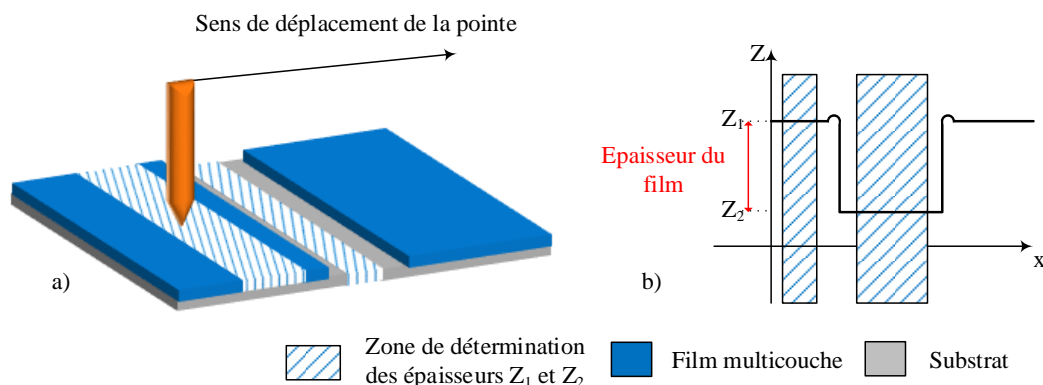 Sens de déplacement de la pointe
a)
Z
Z₁
Epaisseur du
film
Z₂
x
b)
Zone de détermination
des épaisseurs Z₁ et Z₂
Film multicouche
Substrat